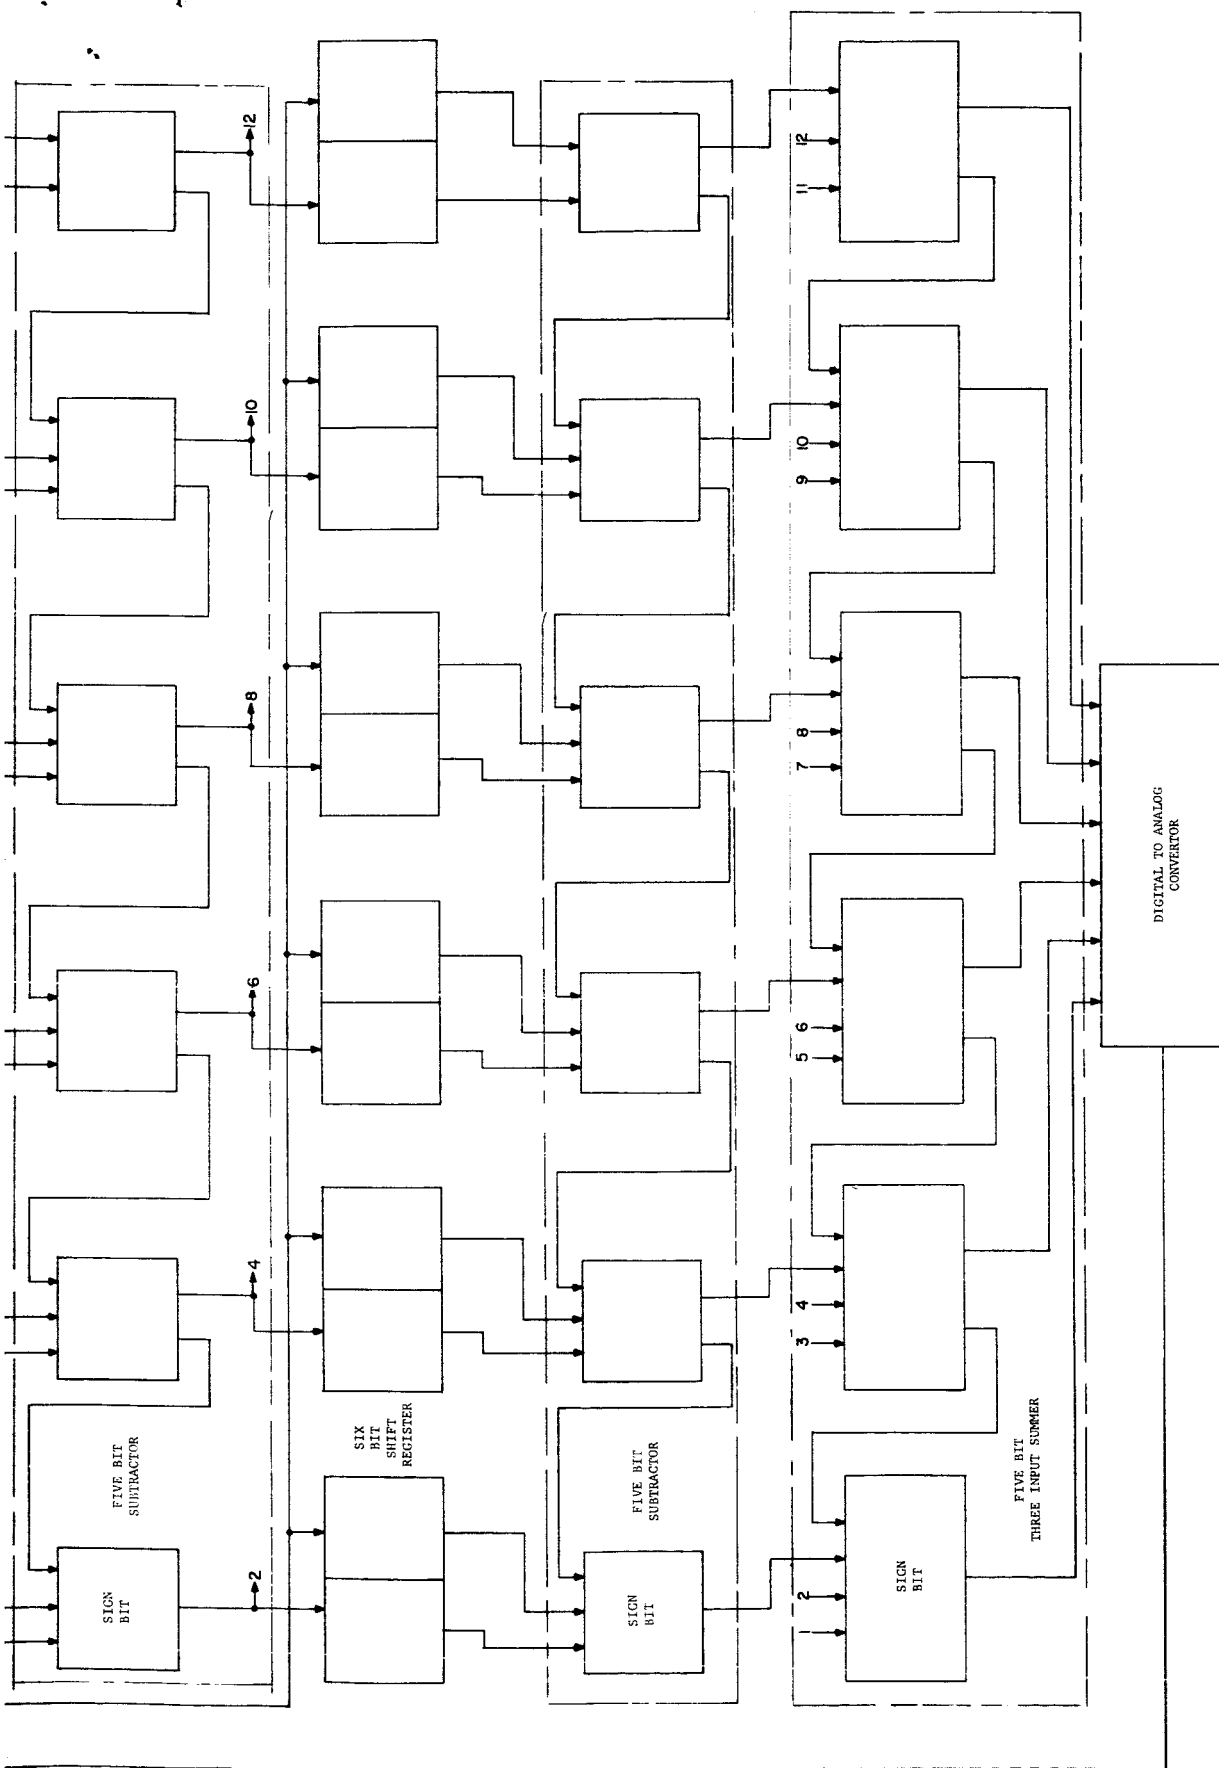 12
12
11
10
10
9
8
8
7
DIGITAL TO ANALOG
CONVERTOR
6
6
5
4
4
3
SIX
BIT
SHIFT
REGISTER
FIVE BIT
SUBTRACTOR
FIVE BIT
SUBTRACTOR
FIVE BIT
THREE INPUT SUMMER
SIGN
BIT
2
SIGN
BIT
2
1
SIGN
BIT